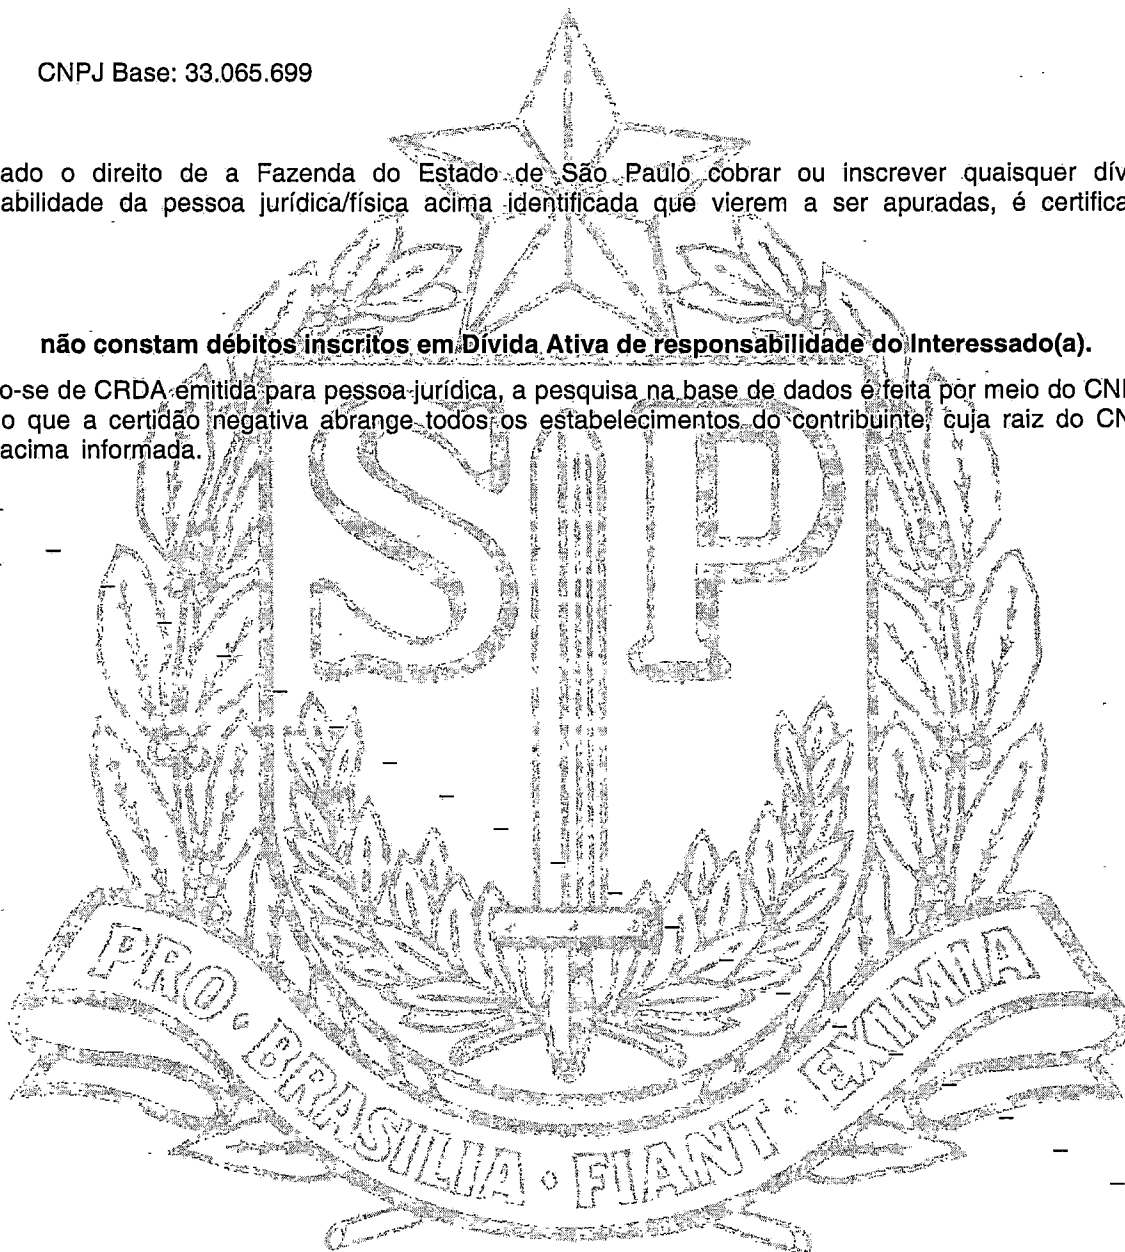 CNPJ Base: 33.065.699
ado o direito de a Fazenda do Estado de São Paulo cobrar ou inscrever quaisquer dív
abilidade da pessoa jurídica/física acima identificada que vierem a ser apuradas, é certifica
não constam débitos inscritos em Dívida Ativa de responsabilidade do Interessado(a).
o-se de CRDA emitida para pessoa jurídica, a pesquisa na base de dados é feita por meio do CN
o que a certidão negativa abrange todos os estabelecimentos do contribuinte, cuja raiz do CN
acima informada.
SP
PRO · BRASILIA · FIANT · EXIMIA